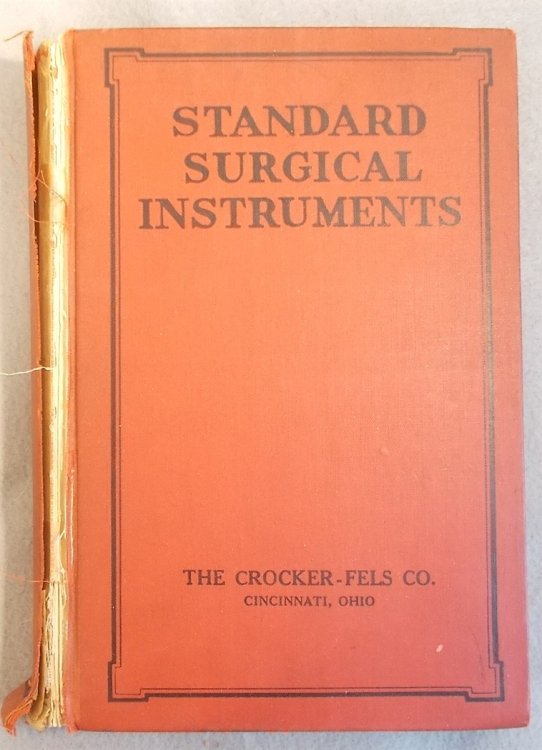 STANDARD
SURGICAL
INSTRUMENTS
THE CROCKER-FELS CO.
CINCINNATI, OHIO